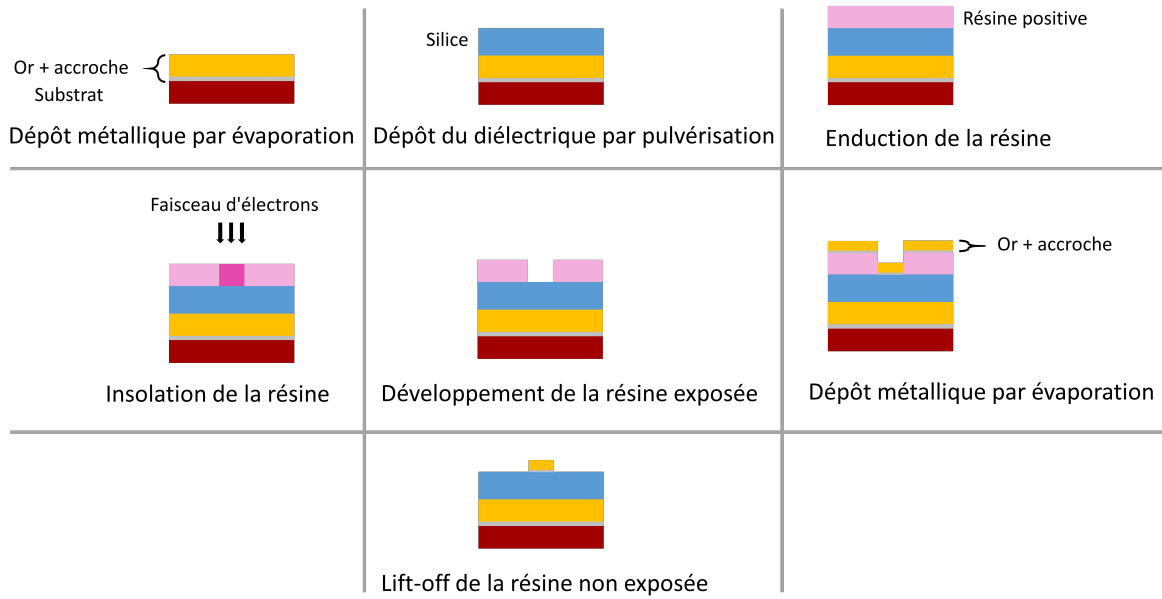 Or + accroche
Substrat
Dépôt métallique par évaporation
Silice
Dépôt du diélectrique par pulvérisation
Résine positive
Enduction de la résine
Faisceau d'électrons
Insolation de la résine
Développement de la résine exposée
Or + accroche
Dépôt métallique par évaporation
Lift-off de la résine non exposée